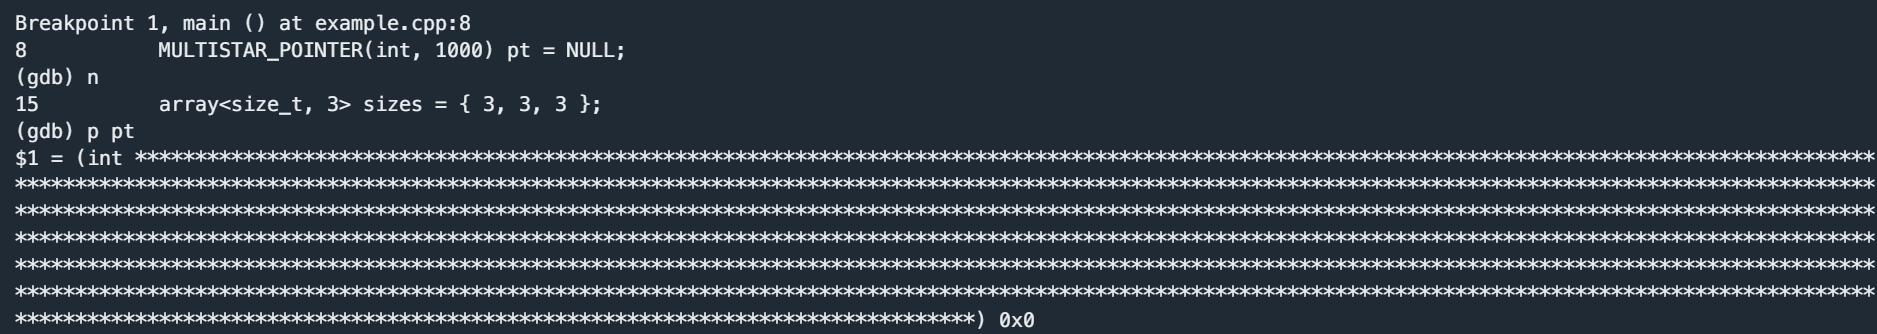 Breakpoint 1, main () at example.cpp:8
8           MULTISTAR_POINTER(int, 1000) pt = NULL;
(gdb) n
15          array<size_t, 3> sizes = { 3, 3, 3 };
(gdb) p pt
$1 = (int *************************************************************************************************************************************************
***********************************************************************************************************************************************************
***********************************************************************************************************************************************************
***********************************************************************************************************************************************************
***********************************************************************************************************************************************************
***********************************************************************************************************************************************************
********************************************************************************) 0x0